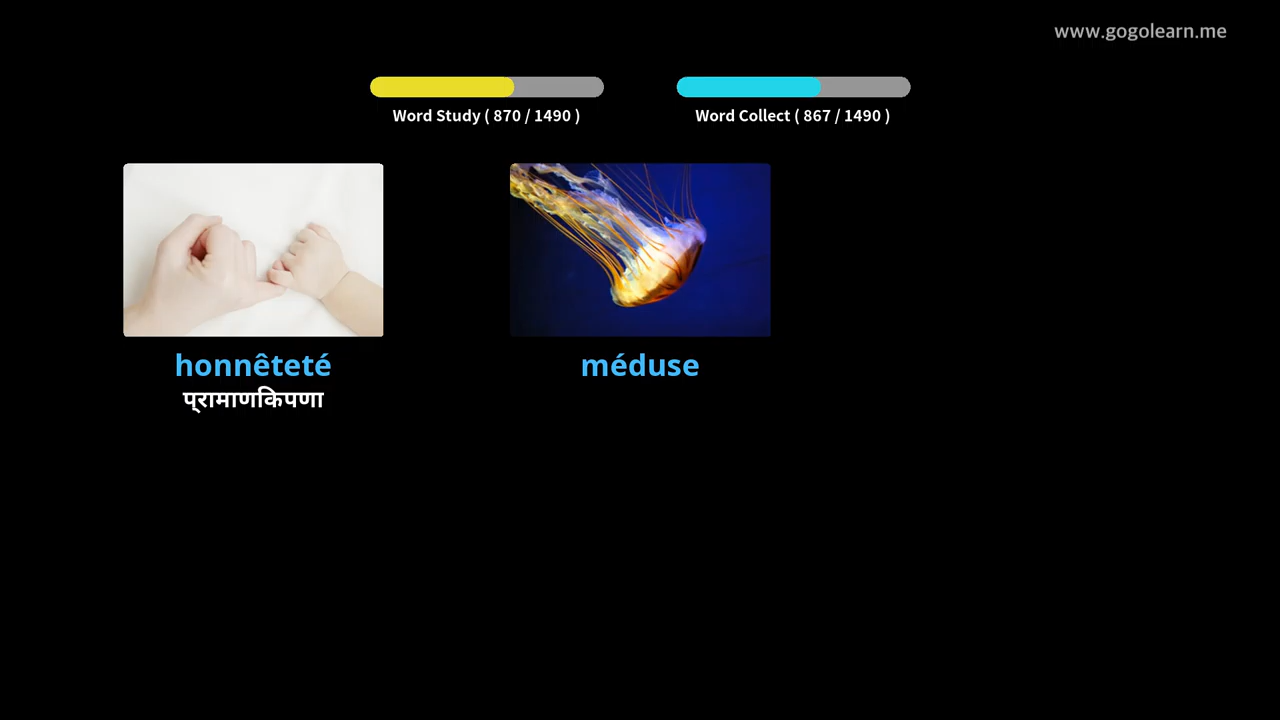 www.gogolearn.me
Word Study ( 870 / 1490 )
Word Collect ( 867 / 1490 )
honnêteté
méduse
प्रामाणिकपणा